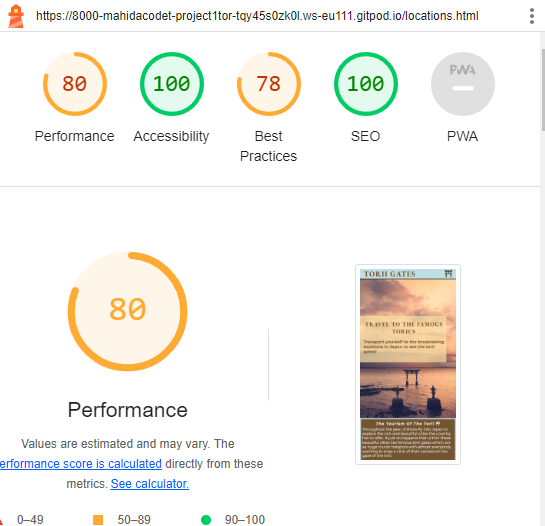 https://8000-mahidacodet-project1tor-tqy45s0zk0l.ws-eu111.gitpod.io/locations.html
80
100
78
100
PWA
Performance
Accessibility
Best
Practices
SEO
PWA
80
TORII GATES
TRAVEL TO THE FAMOUS
TORII'S
Transport yourself to the breathtaking
locations in Japan to see the torii
gates!
The Tourism Of The Torii
Performance
Values are estimated and may vary. The
erformance score is calculated directly from these
metrics. See calculator.
0–49
50–89
90–100